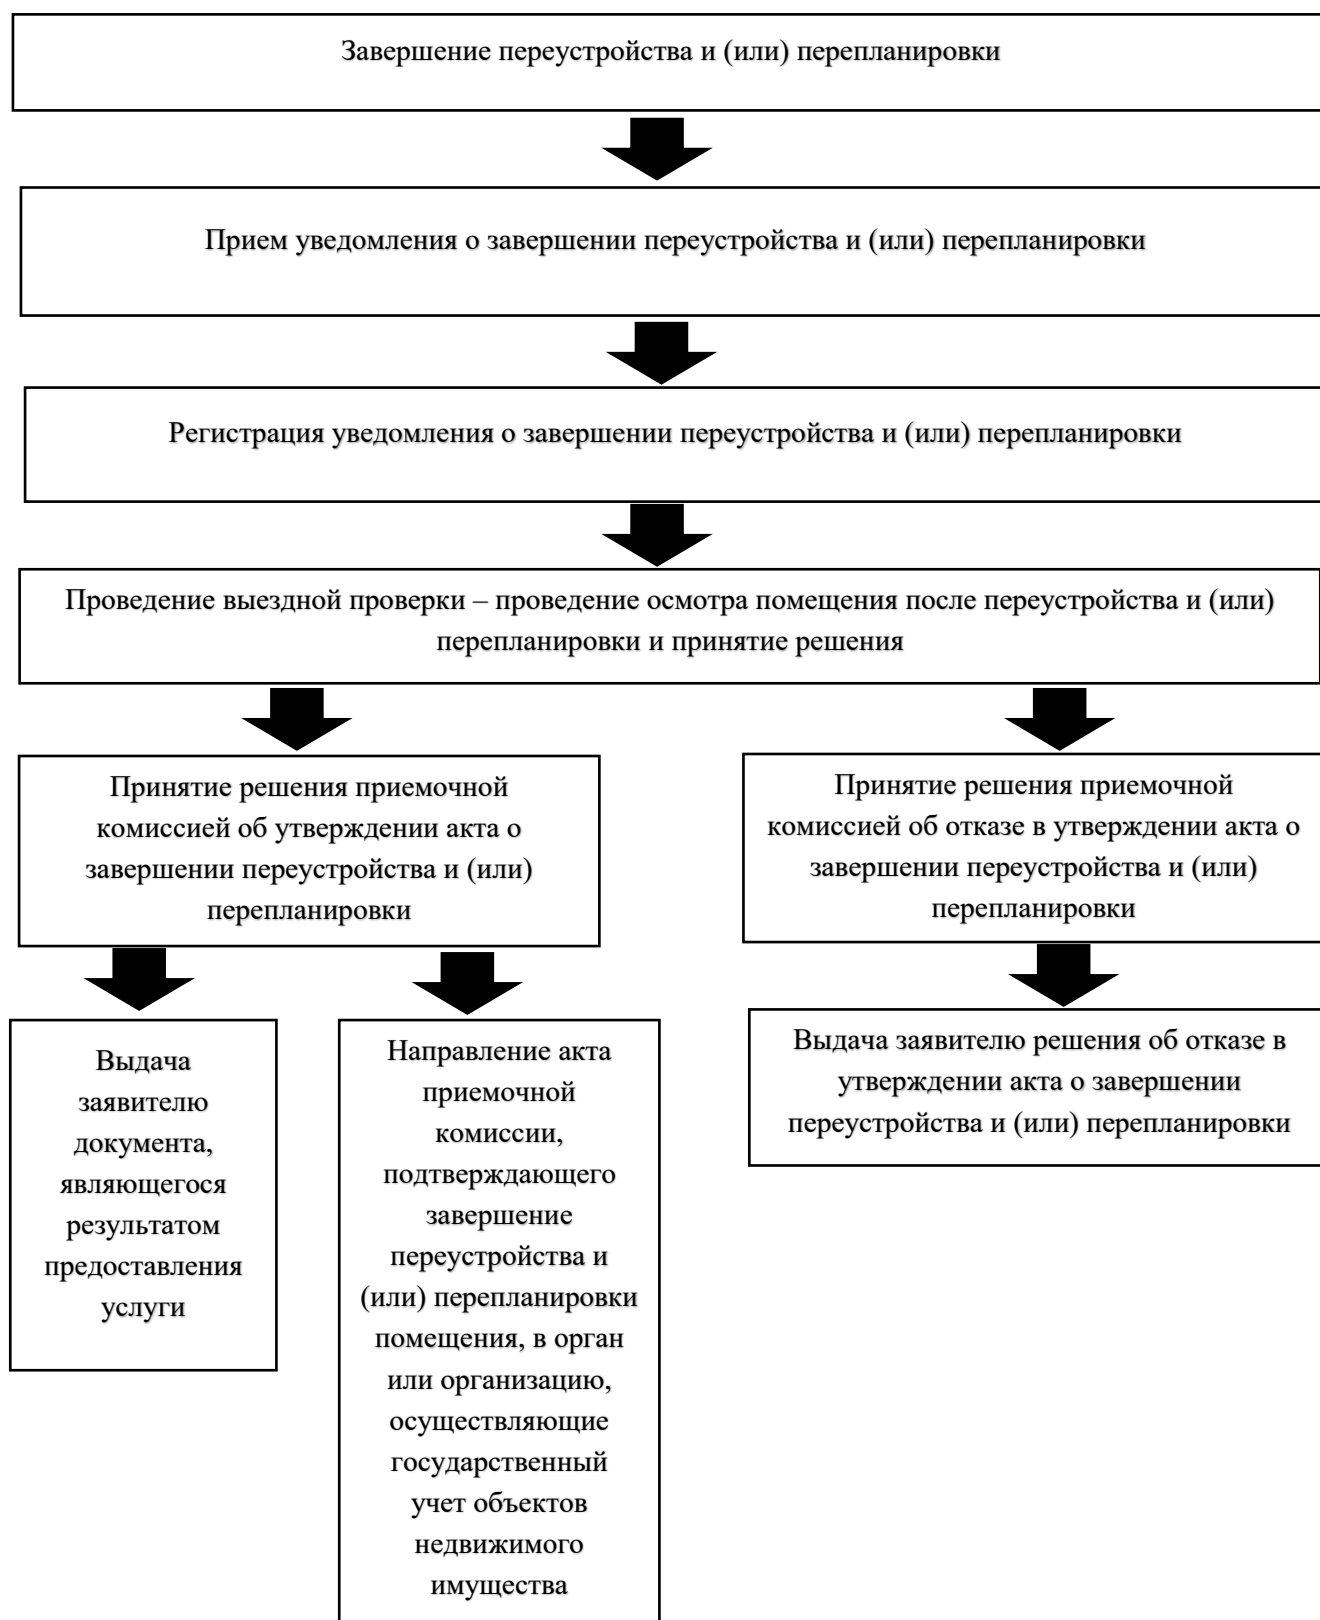 Завершение переустройства и (или) перепланировки
Прием уведомления о завершении переустройства и (или) перепланировки
Регистрация уведомления о завершении переустройства и (или) перепланировки
Проведение выездной проверки – проведение осмотра помещения после переустройства и (или)
перепланировки и принятие решения
Принятие решения приемочной
комиссией об утверждении акта о
завершении переустройства и (или)
перепланировки
Принятие решения приемочной
комиссией об отказе в утверждении акта о
завершении переустройства и (или)
перепланировки
Выдача
заявителю
документа,
являющегося
результатом
предоставления
услуги
Направление акта
приемочной
комиссии,
подтверждающего
завершение
переустройства и
(или) перепланировки
помещения, в орган
или организацию,
осуществляющие
государственный
учет объектов
недвижимого
имущества
Выдача заявителю решения об отказе в
утверждении акта о завершении
переустройства и (или) перепланировки